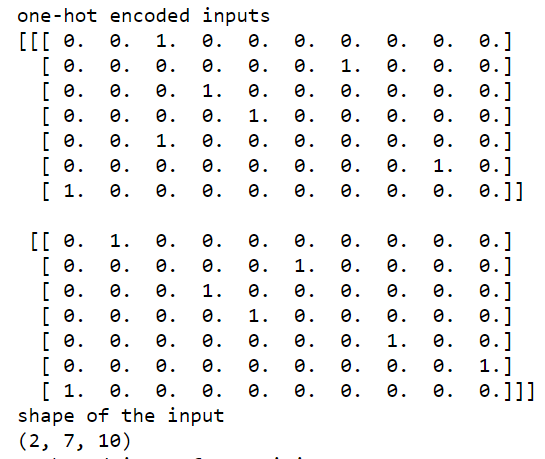 one-hot encoded inputs
[[[ 0. 0. 1. 0. 0. 0. 0. 0. 0. 0.]
[ 0. 0. 0. 0. 0. 0. 1. 0. 0. 0.]
[ 0. 0. 0. 1. 0. 0. 0. 0. 0. 0.]
[ 0. 0. 0. 0. 1. 0. 0. 0. 0. 0.]
[ 0. 0. 1. 0. 0. 0. 0. 0. 0. 0.]
[ 0. 0. 0. 0. 0. 0. 0. 0. 1. 0.]
[ 1. 0. 0. 0. 0. 0. 0. 0. 0. 0.]]
[[ 0. 1. 0. 0. 0. 0. 0. 0. 0. 0.]
[ 0. 0. 0. 0. 0. 1. 0. 0. 0. 0.]
[ 0. 0. 0. 1. 0. 0. 0. 0. 0. 0.]
[ 0. 0. 0. 0. 1. 0. 0. 0. 0. 0.]
[ 0. 0. 0. 0. 0. 0. 0. 1. 0. 0.]
[ 0. 0. 0. 0. 0. 0. 0. 0. 0. 1.]
[ 1. 0. 0. 0. 0. 0. 0. 0. 0. 0.]]]
shape of the input
(2, 7, 10)